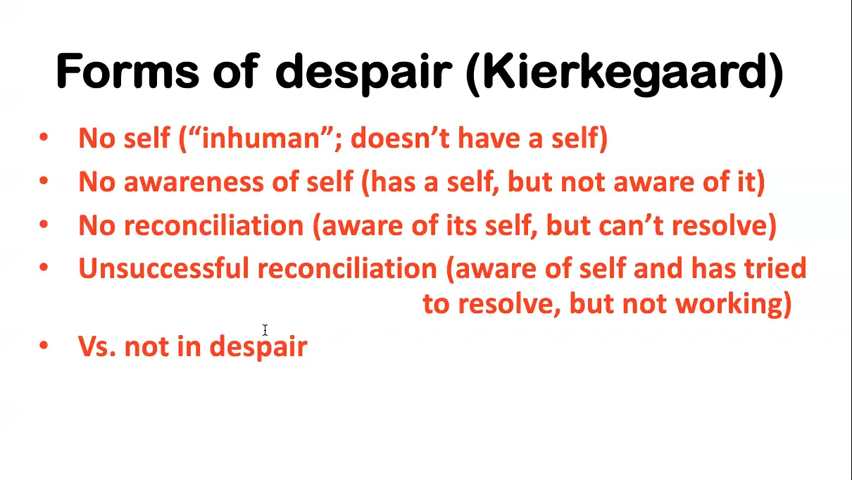 Forms of despair (Kierkegaard)
• No self (“inhuman”; doesn’t have a self)
• No awareness of self (has a self, but not aware of it)
• No reconciliation (aware of its self, but can’t resolve)
• Unsuccessful reconciliation (aware of self and has tried
to resolve, but not working)
• Vs. not in despair